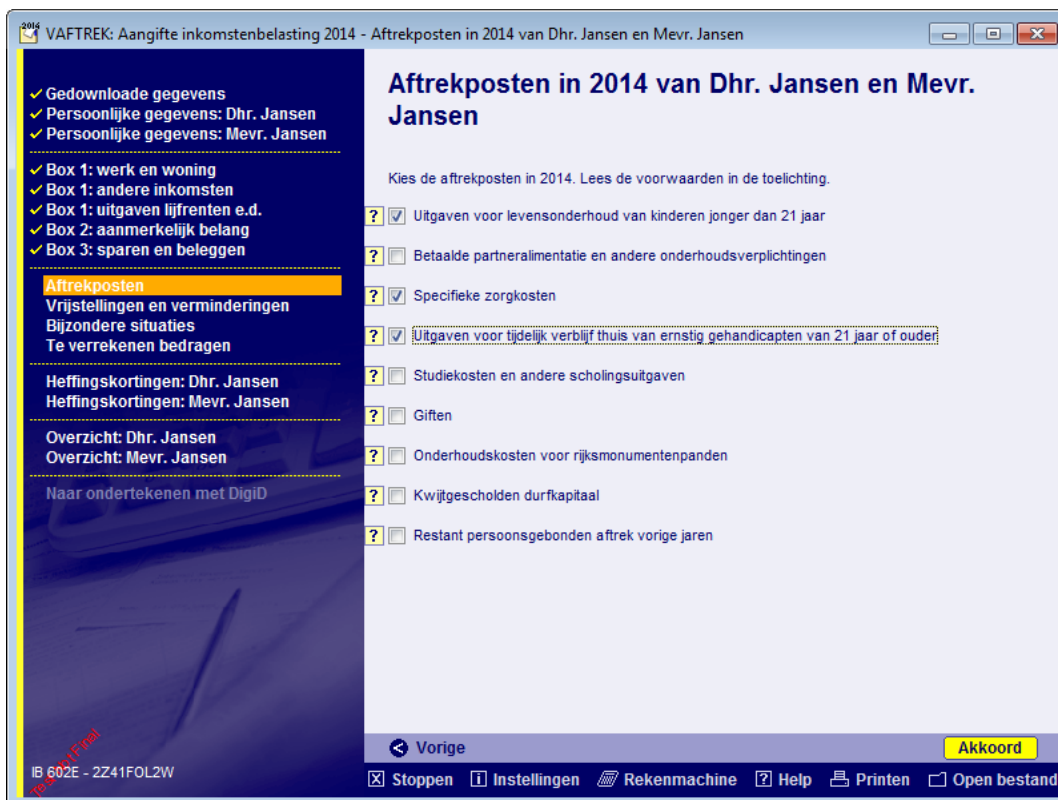 2014
VAFTREK: Aangifte inkomstenbelasting 2014 - Aftrekposten in 2014 van Dhr. Jansen en Mevr. Jansen
Gedownloade gegevens
Persoonlijke gegevens: Dhr. Jansen
Persoonlijke gegevens: Mevr. Jansen
Box 1: werk en woning
Box 1: andere inkomsten
Box 1: uitgaven lijfrenten e.d.
Box 2: aanmerkelijk belang
Box 3: sparen en beleggen
Aftrekposten
Vrijstellingen en verminderingen
Bijzondere situaties
Te verrekenen bedragen
Heffingskortingen: Dhr. Jansen
Heffingskortingen: Mevr. Jansen
Overzicht: Dhr. Jansen
Overzicht: Mevr. Jansen
Naar ondertekenen met DigiD
IB 602E - 2Z41FOL2W
Aftrekposten in 2014 van Dhr. Jansen en Mevr.
Jansen
Kies de aftrekposten in 2014. Lees de voorwaarden in de toelichting.
? Uitgaven voor levensonderhoud van kinderen jonger dan 21 jaar
? Betaalde partneralimentatie en andere onderhoudsverplichtingen
? Specifieke zorgkosten
? Uitgaven voor tijdelijk verblijf thuis van ernstig gehandicapten van 21 jaar of ouder
? Studiekosten en andere scholingsuitgaven
? Giften
? Onderhoudskosten voor rijksmonumentenpanden
? Kwijtgescholden durfkapitaal
? Restant persoonsgebonden aftrek vorige jaren
Vorige
Akkoord
X Stoppen i Instellingen Rekenmachine ? Help Printen Open bestand